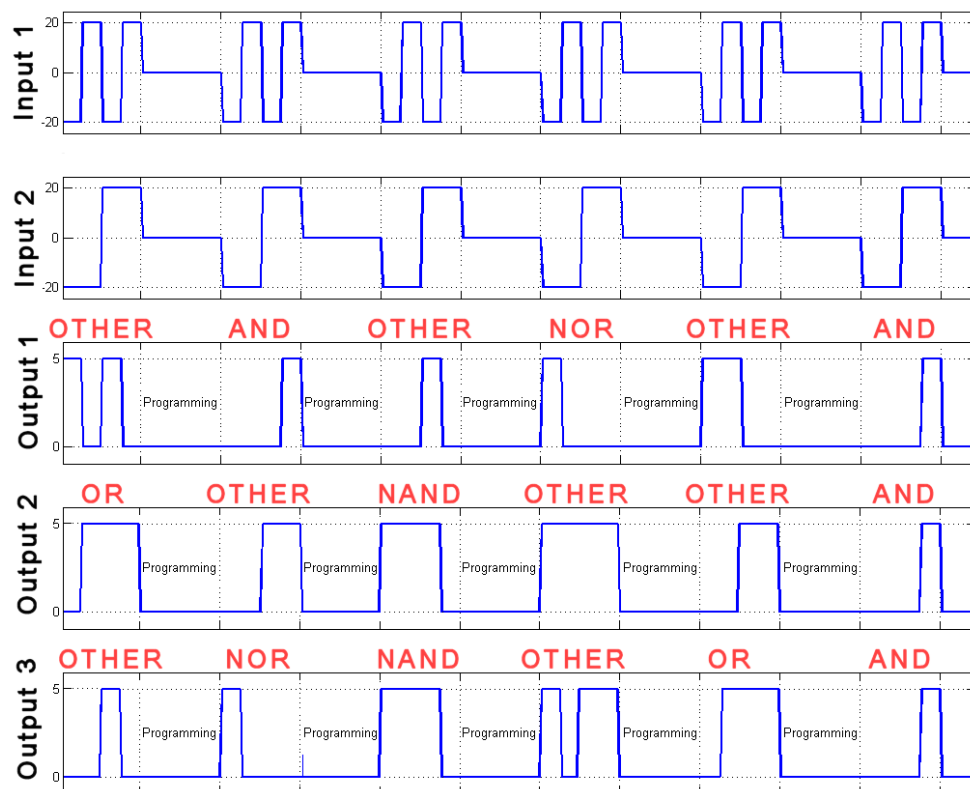 Input 1
20
0
-20
Input 2
20
0
-20
OTHER AND OTHER NOR OTHER AND
Output 1
5
Programming Programming Programming Programming Programming
0
OR OTHER NAND OTHER OTHER AND
Output 2
5
Programming Programming Programming Programming Programming
0
OTHER NOR NAND OTHER OR AND
Output 3
5
Programming Programming Programming Programming Programming
0